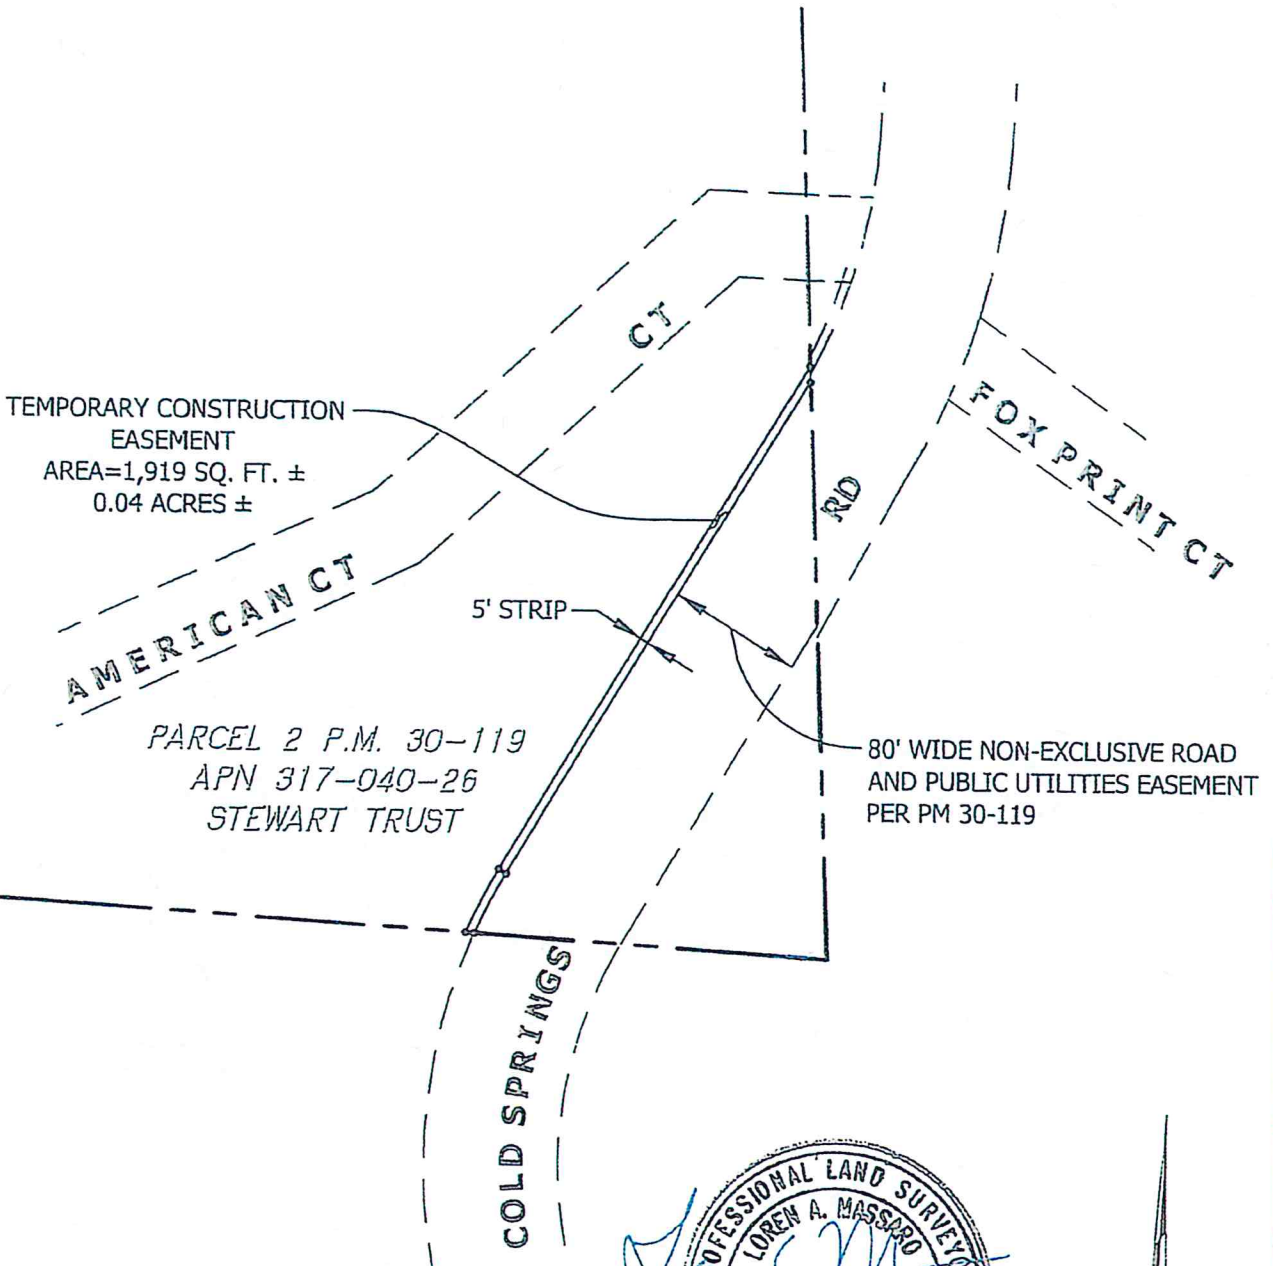 CT
TEMPORARY CONSTRUCTION
EASEMENT
AREA=1,919 SQ. FT. ±
0.04 ACRES ±
FOX PRINT CT
RD
AMERICAN CT
5' STRIP
PARCEL 2 P.M. 30-119
APN 317-040-26
STEWART TRUST
80' WIDE NON-EXCLUSIVE ROAD
AND PUBLIC UTILITIES EASEMENT
PER PM 30-119
COLD SPRINGS
OFESSIONAL LAND SURVEYO
LOREN A. MASSARO